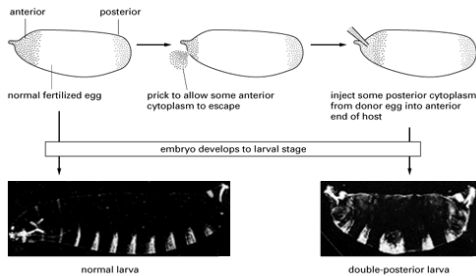 anterior
posterior
normal fertilized egg
prick to allow some anterior
cytoplasm to escape
inject some posterior cytoplasm
from donor egg into anterior
end of host
embryo develops to larval stage
normal larva
double-posterior larva